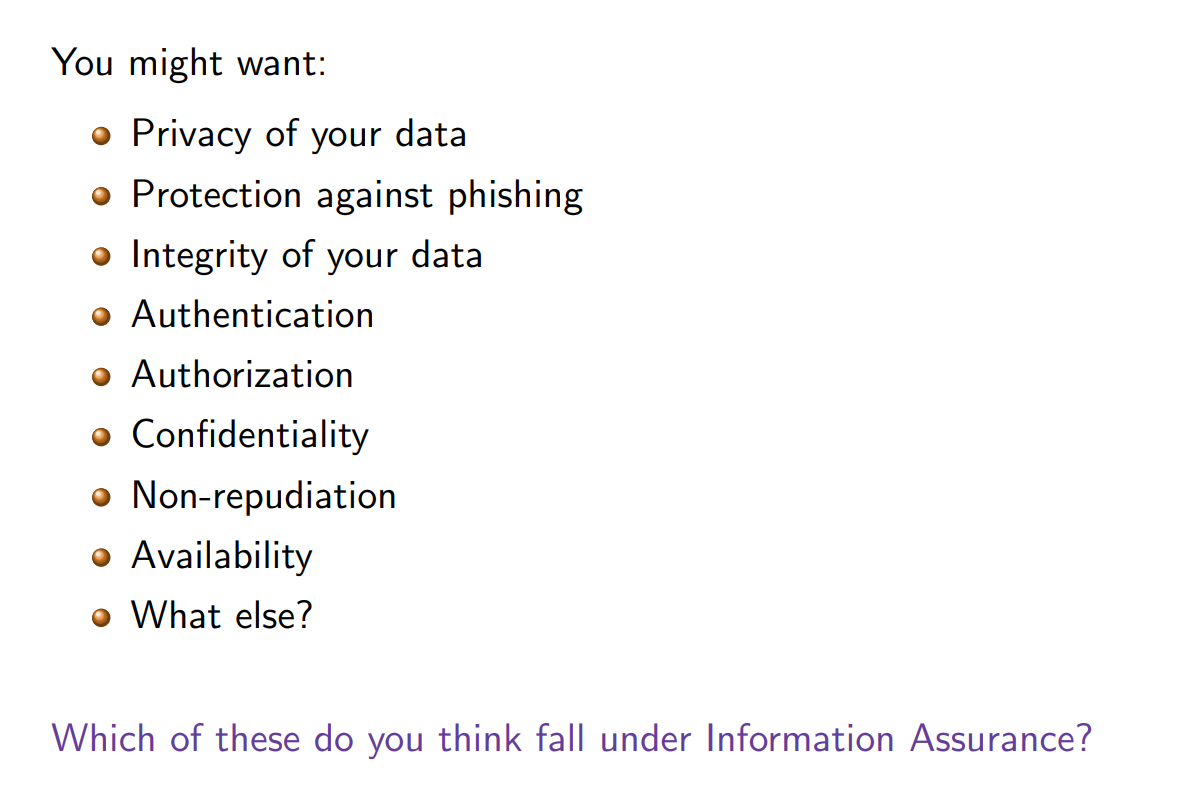 You might want:
Privacy of your data
Protection against phishing
Integrity of your data
Authentication
Authorization
Confidentiality
Non-repudiation
Availability
What else?
Which of these do you think fall under Information Assurance?